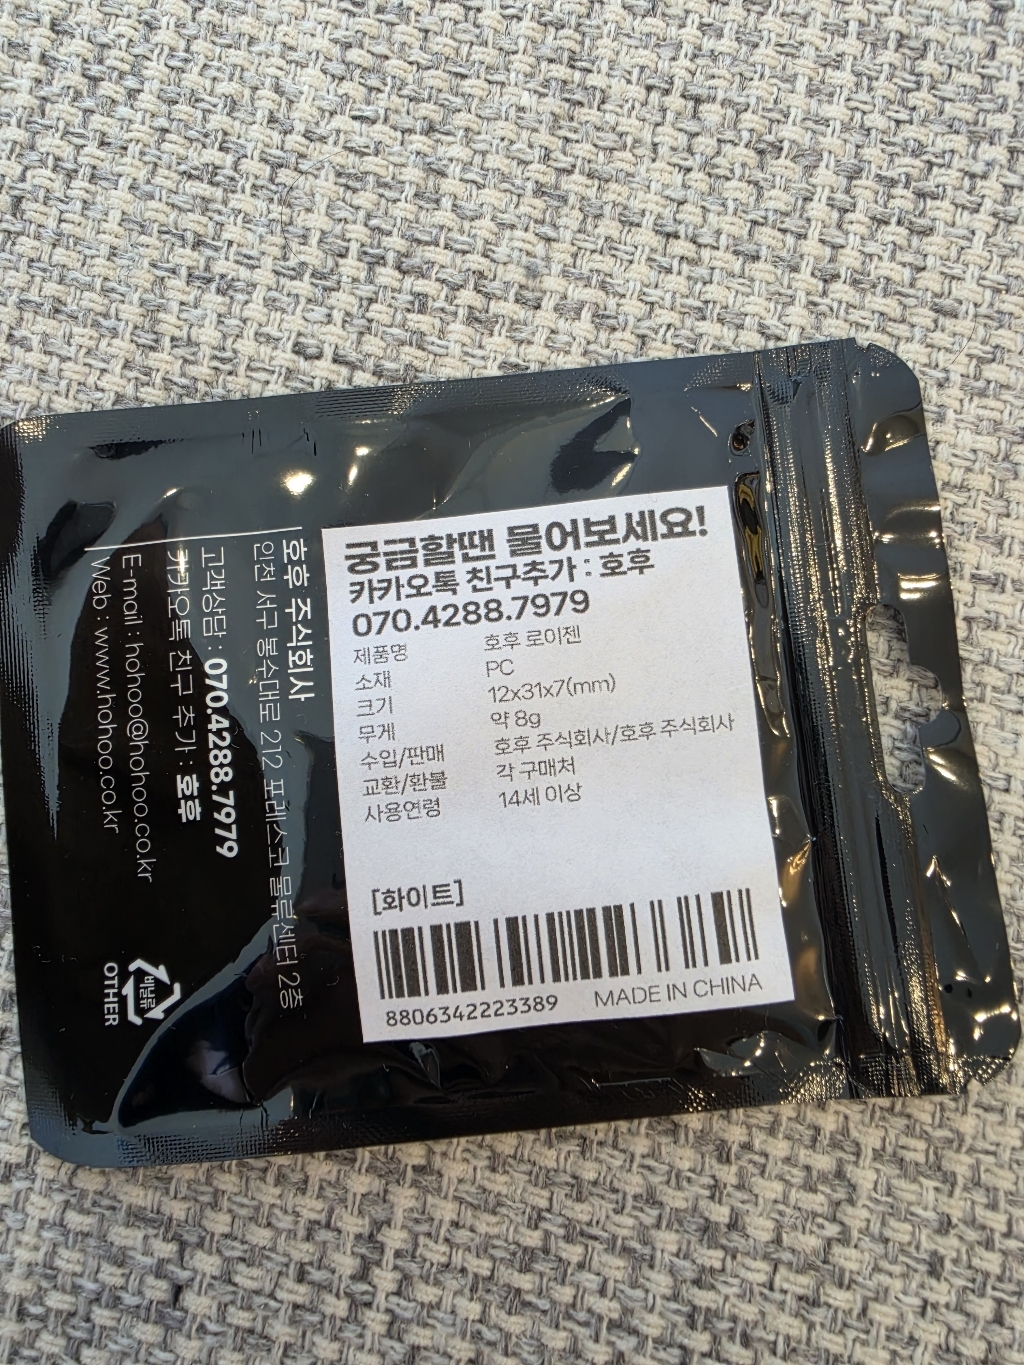 궁금할땐 물어보세요!
카카오톡 친구추가 : 호후
070.4288.7979
제품명 호후 로이젠
소재 PC
크기 12x31x7(mm)
무게 약 8g
수입/판매 호후 주식회사/호후 주식회사
교환/환불 각 구매처
사용연령 14세 이상
[화이트]
8806342223389 MADE IN CHINA
호후 주식회사
인천 서구 봉수대로 212 포레스코 물류센터 2층
고객상담 : 070.4288.7979
카카오톡 친구 추가 : 호후
E-mail : hohoo@hohoo.co.kr
Web : www.hohoo.co.kr
비닐류
OTHER